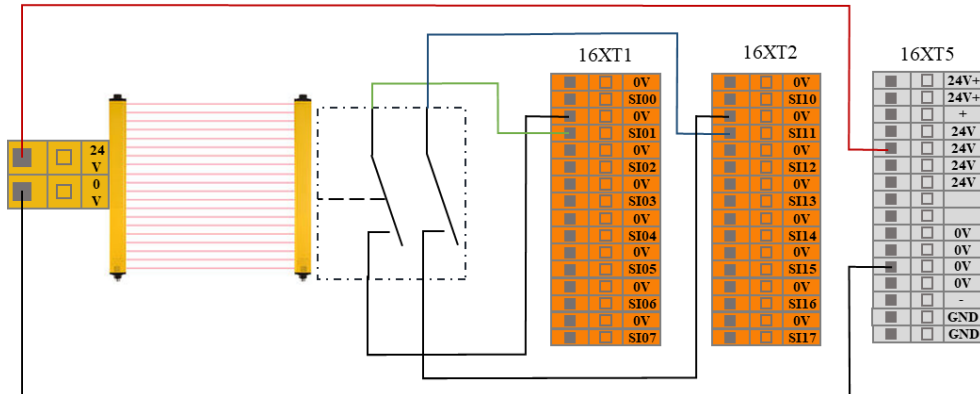 16XT1
16XT2
16XT5
24
V
0
V
0V
SI00
0V
SI01
0V
SI02
0V
SI03
0V
SI04
0V
SI05
0V
SI06
0V
SI07
0V
SI10
0V
SI11
0V
SI12
0V
SI13
0V
SI14
0V
SI15
0V
SI16
0V
SI17
24V+
24V+
+
24V
24V
24V
24V
0V
0V
0V
0V
-
GND
GND